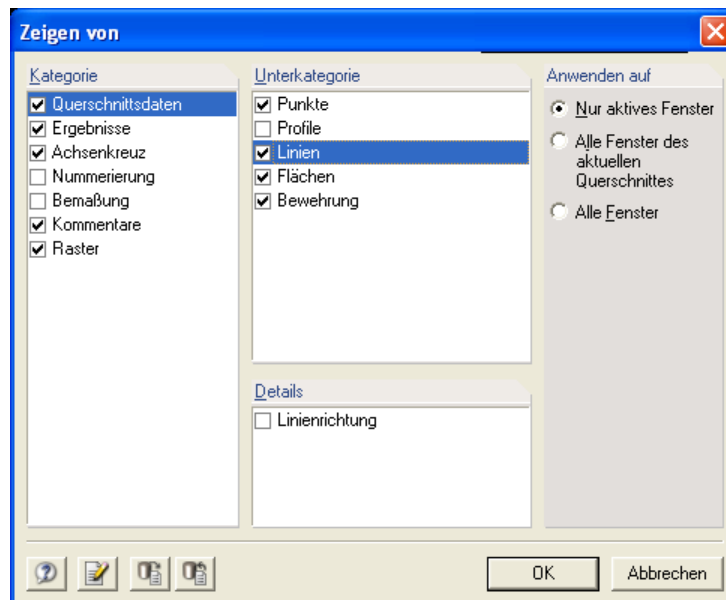 Zeigen von
Kategorie
Querschnittsdaten
Ergebnisse
Achsenkreuz
Nummerierung
Bemaßung
Kommentare
Raster
Unterkategorie
Punkte
Profile
Linien
Flächen
Bewehrung
Details
Linienrichtung
Anwenden auf
Nur aktives Fenster
Alle Fenster des
aktuellen
Querschnittes
Alle Fenster
OK
Abbrechen